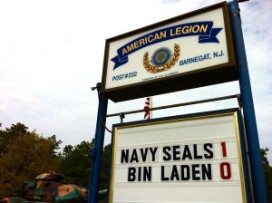 AMERICAN LEGION
POST#232
BARNEGAT, N.J.
NAVY SEALS 1
BIN LADEN 0